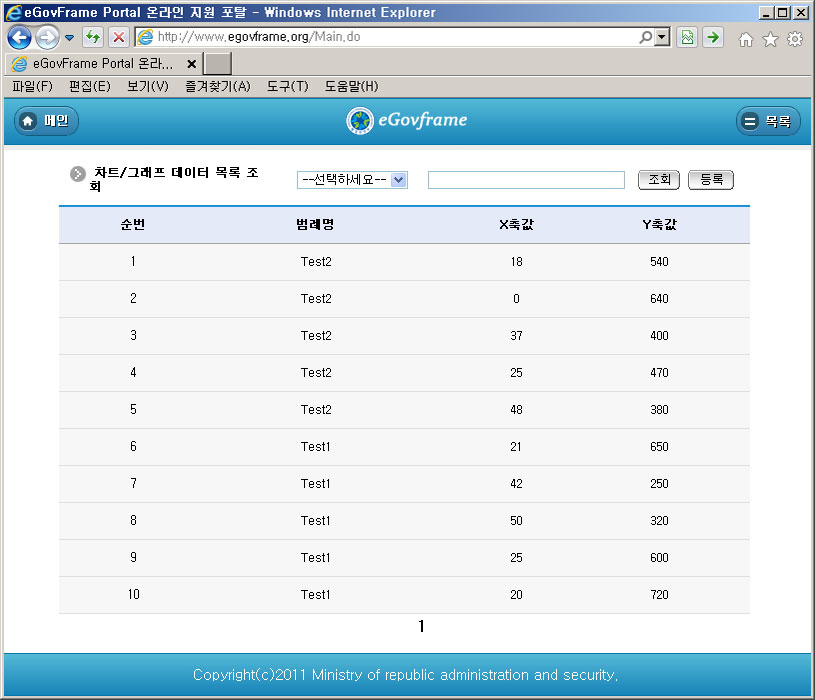 eGovFrame Portal 온라인 지원 포탈 - Windows Internet Explorer
http://www.egovframe.org/Main.do
eGovFrame Portal 온라...
파일(F) 편집(E) 보기(V) 즐겨찾기(A) 도구(T) 도움말(H)
메인 eGovframe 목록
차트/그래프 데이터 목록 조
회
--선택하세요-- 조회 등록
순번 범례명 X축값 Y축값
1 Test2 18 540
2 Test2 0 640
3 Test2 37 400
4 Test2 25 470
5 Test2 48 380
6 Test1 21 650
7 Test1 42 250
8 Test1 50 320
9 Test1 25 600
10 Test1 20 720
1
Copyright(c)2011 Ministry of republic administration and security.